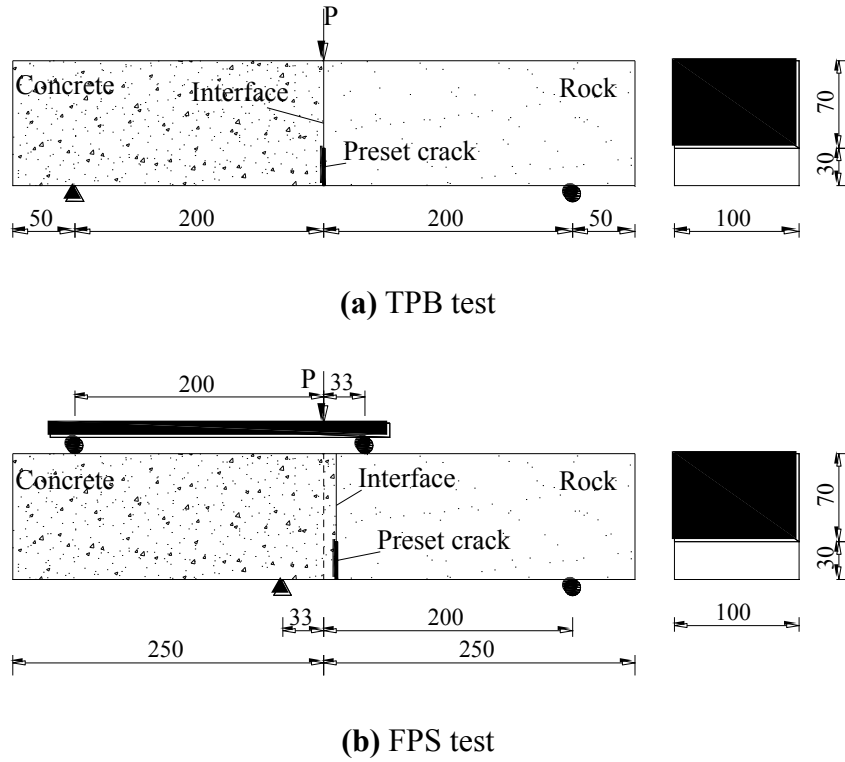 P
Concrete
Interface
Rock
Preset crack
70
30
50
200
200
50
100
(a) TPB test
200
P
33
Concrete
Interface
Rock
Preset crack
70
30
33
200
100
250
250
(b) FPS test